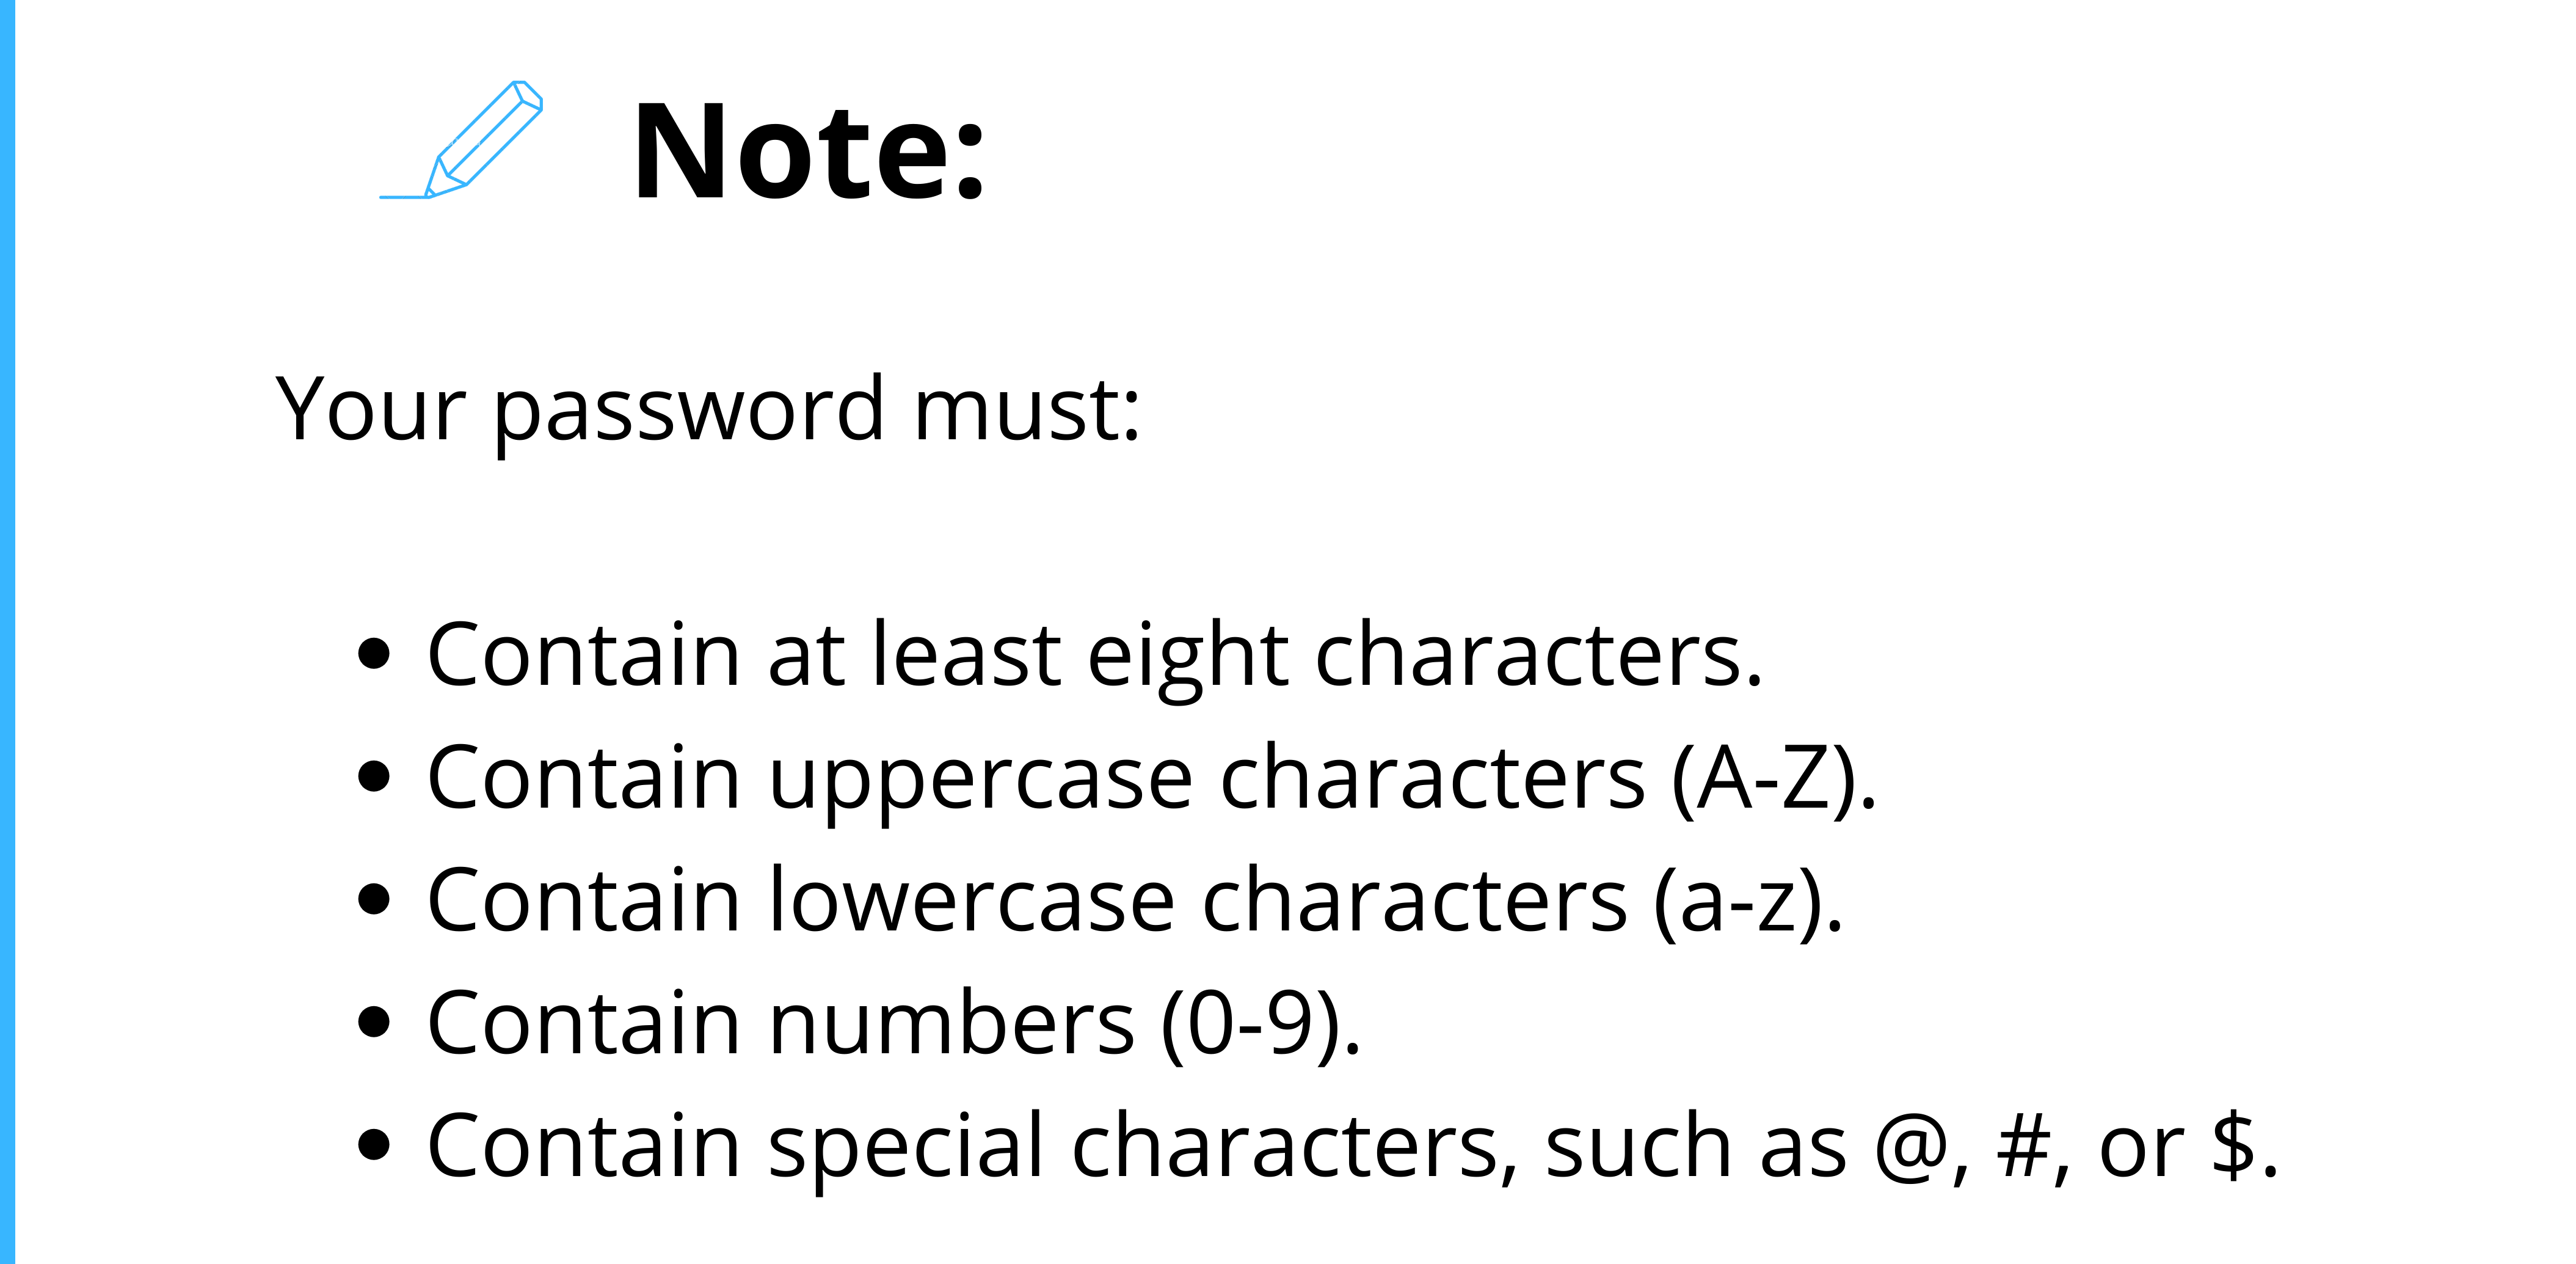 Note:
Your password must:
• Contain at least eight characters.
• Contain uppercase characters (A-Z).
• Contain lowercase characters (a-z).
• Contain numbers (0-9).
• Contain special characters, such as @, #, or $.